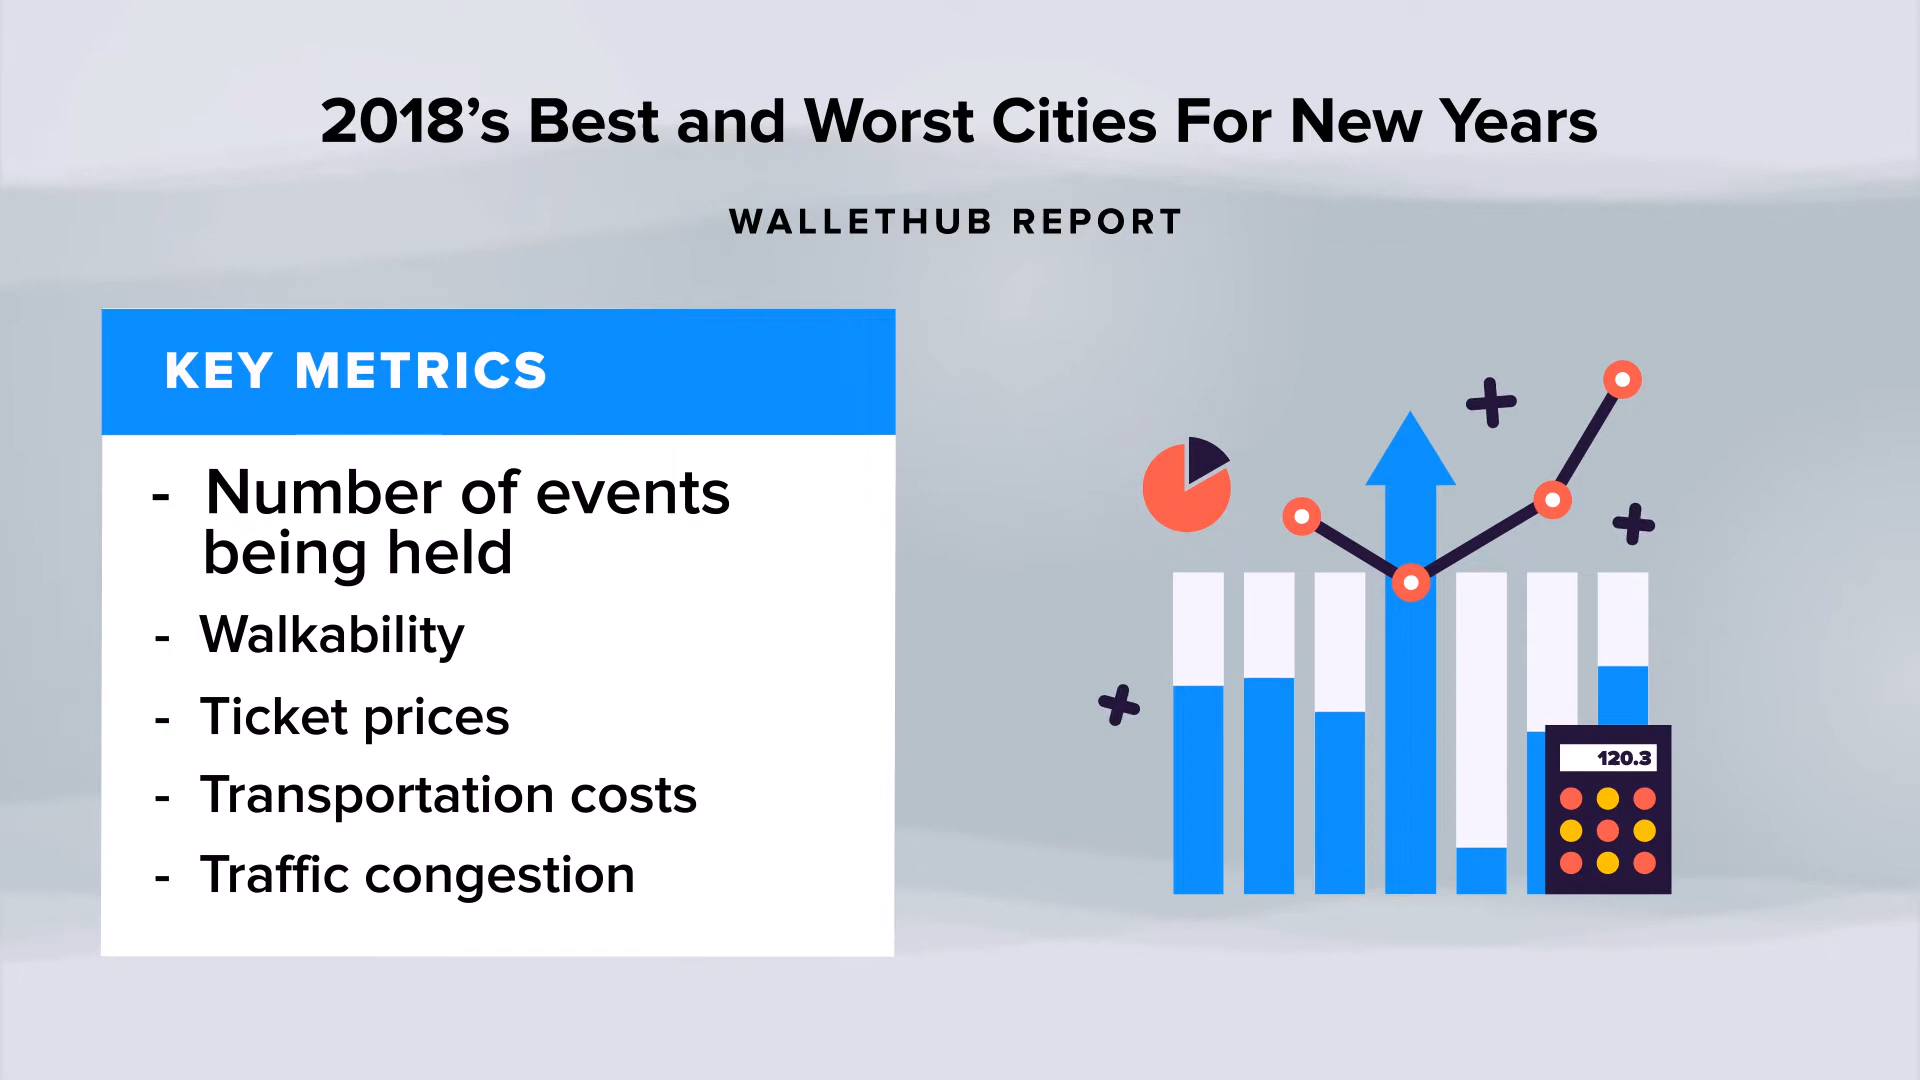 2018’s Best and Worst Cities For New Years
WALLETHUB REPORT
KEY METRICS
- Number of events
being held
- Walkability
- Ticket prices
- Transportation costs
- Traffic congestion
120.3